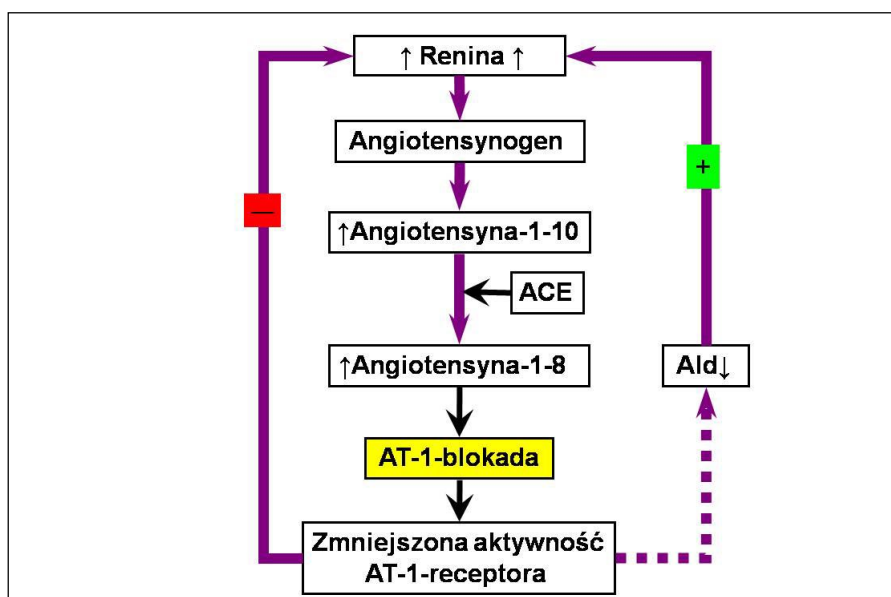 ↑ Renina ↑
Angiotensynogen
+
—
↑Angiotensyna-1-10
ACE
↑Angiotensyna-1-8
Ald↓
AT-1-blokada
Zmniejszona aktywność
AT-1-receptora